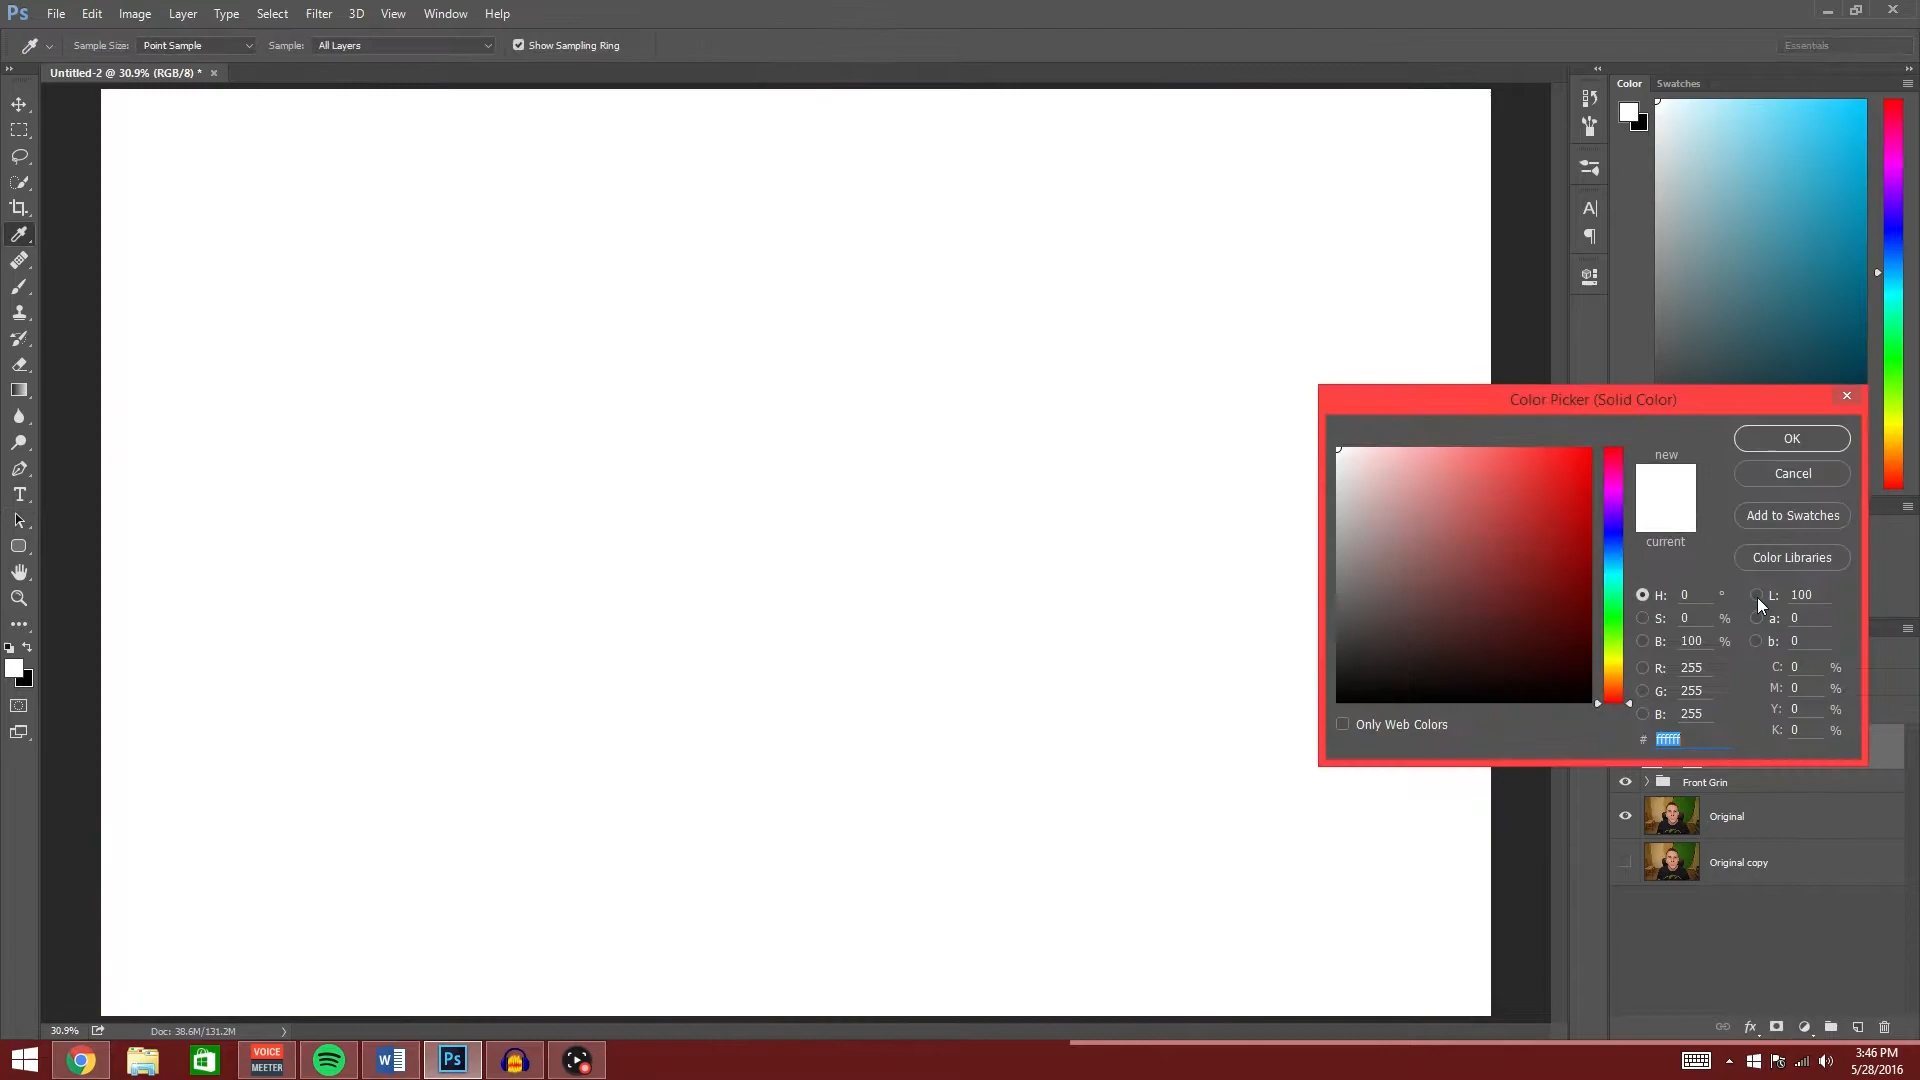 Ps File Edit Image Layer Type Select Filter 3D View Window Help
Sample Size: Point Sample Sample: All Layers Show Sampling Ring Essentials
Untitled-2 @ 30.9% (RGB/8) * ×
Color Swatches
Color Picker (Solid Color)
OK
new
Cancel
Add to Swatches
current
Color Libraries
H: 0 ° L: 100
S: 0 % a: 0
B: 100 % b: 0
R: 255 C: 0 %
G: 255 M: 0 %
B: 255 Y: 0 %
Only Web Colors K: 0 %
# ffffff
Front Grin
Original
Original copy
30.9% Doc: 38.6M/131.2M
VOICE
MEETER
W
Ps
3:46 PM
5/28/2016